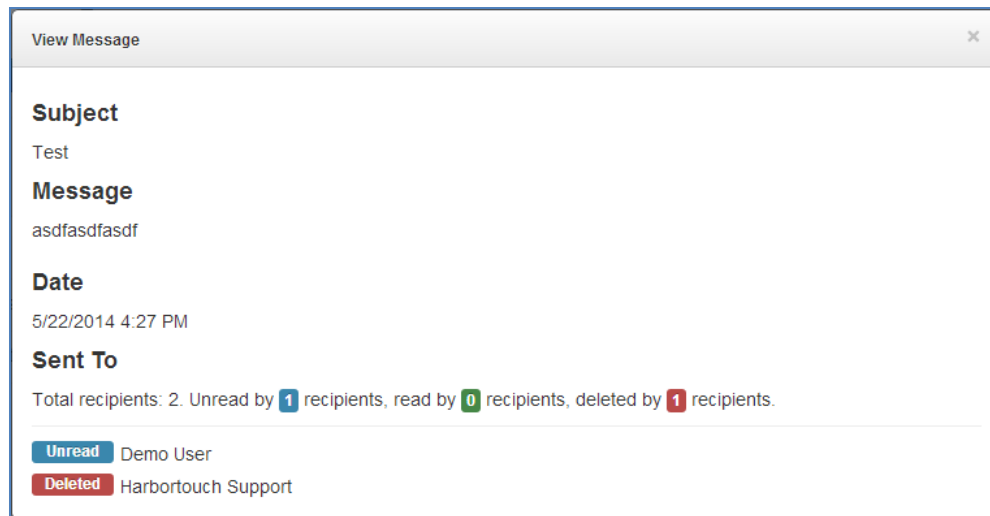 View Message ×
Subject
Test
Message
asdfasdfasdf
Date
5/22/2014 4:27 PM
Sent To
Total recipients: 2. Unread by 1 recipients, read by 0 recipients, deleted by 1 recipients.
Unread Demo User
Deleted Harbortouch Support